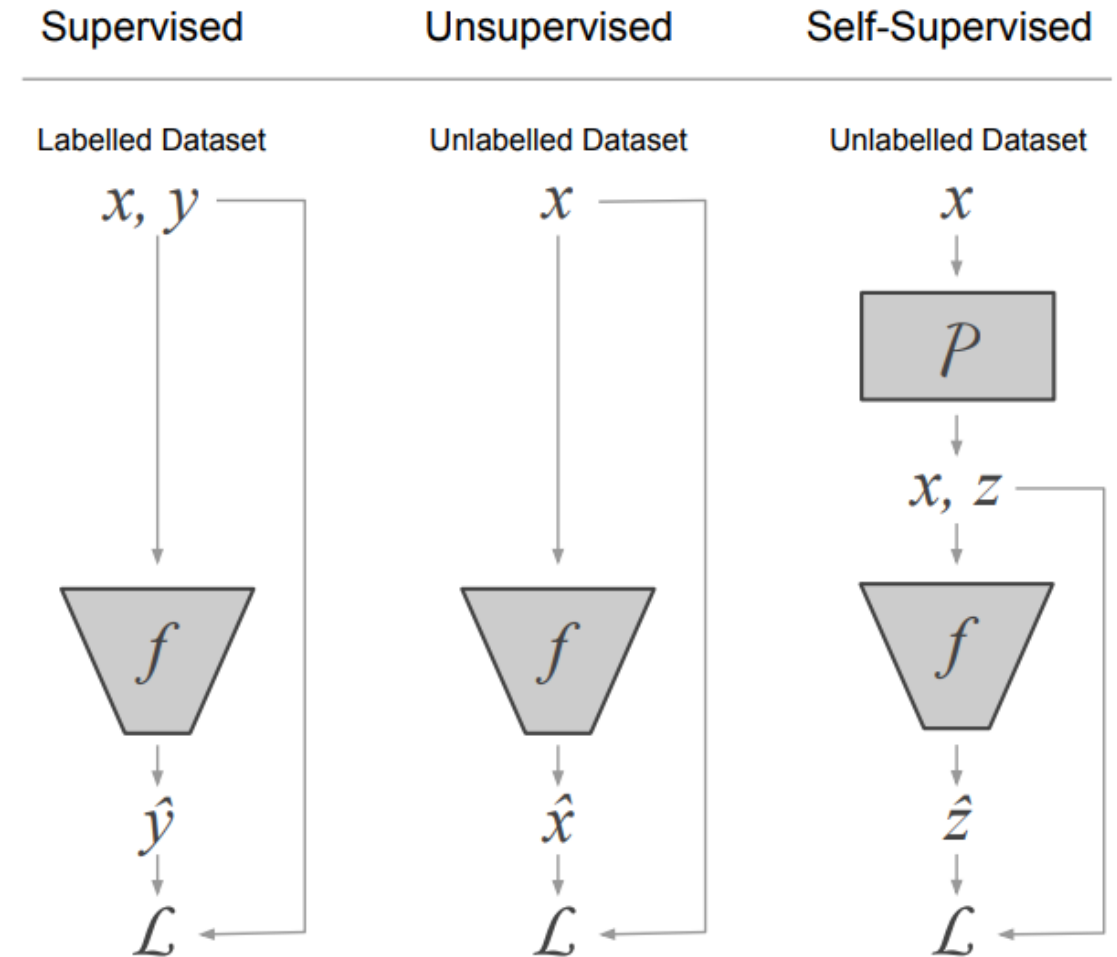 Supervised Unsupervised Self-Supervised
Labelled Dataset Unlabelled Dataset Unlabelled Dataset
x, y x x
𝒫
x, z
f f f
ŷ x̂ ẑ
ℒ ℒ ℒ